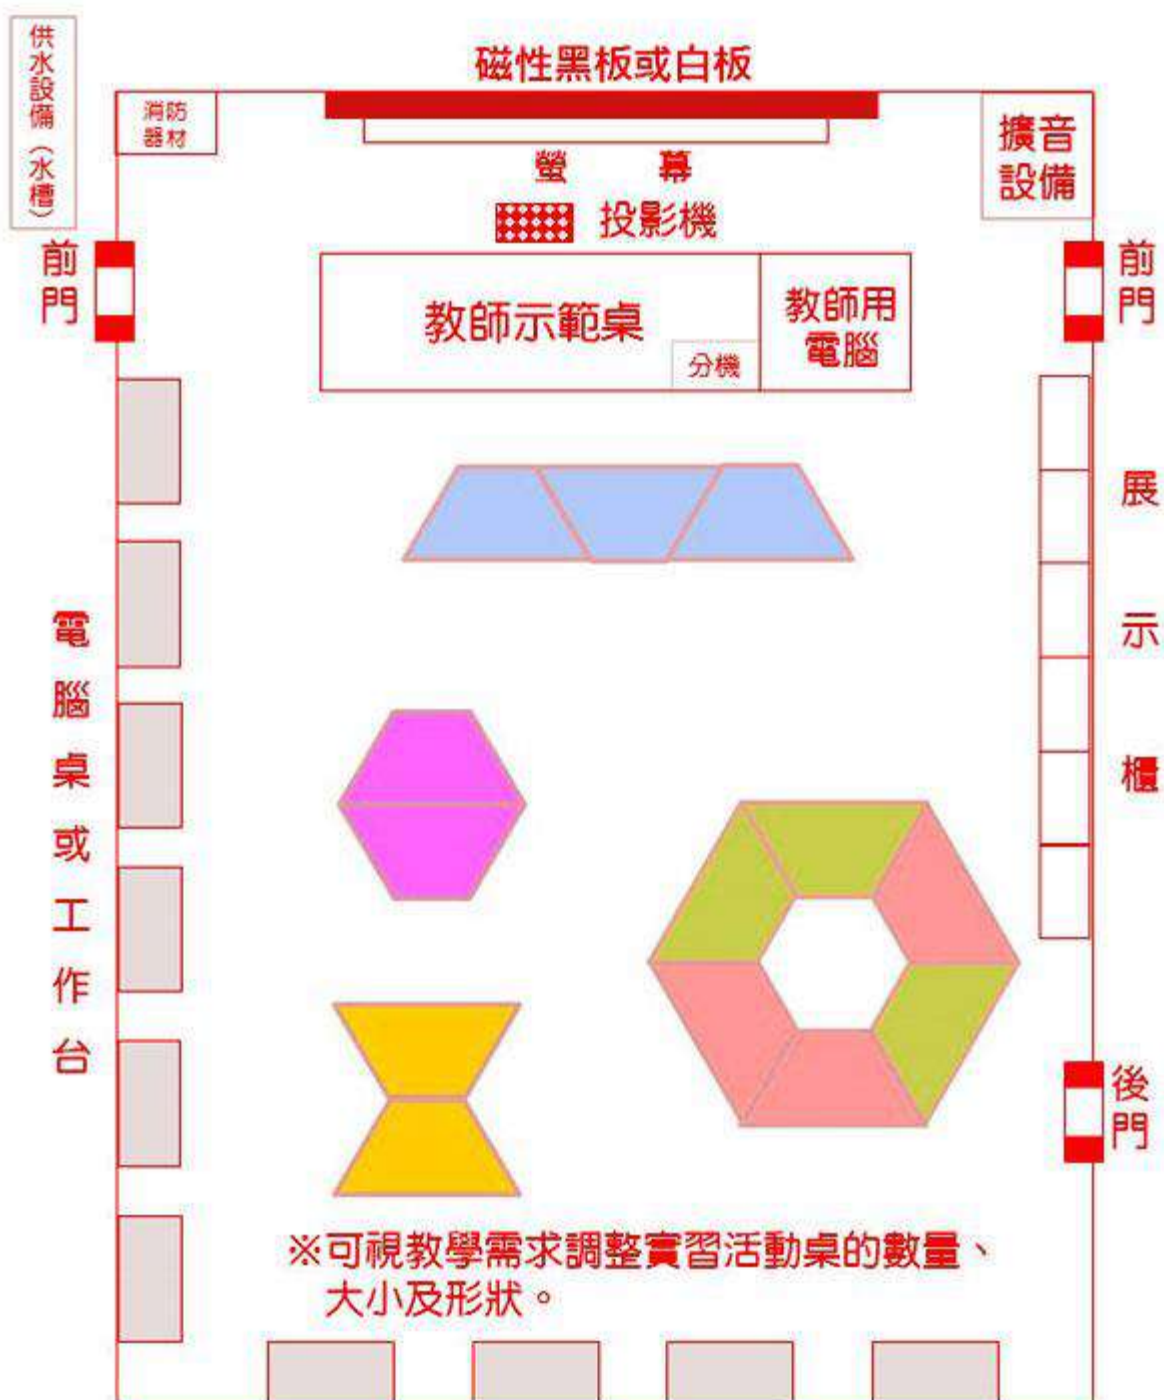 供水設備（水槽）
磁性黑板或白板
消防
器材
擴音
設備
螢幕
投影機
前門
前門
教師示範桌
分機
教師用
電腦
展示櫃
電腦桌或工作台
後門
※可視教學需求調整實習活動桌的數量、
大小及形狀。